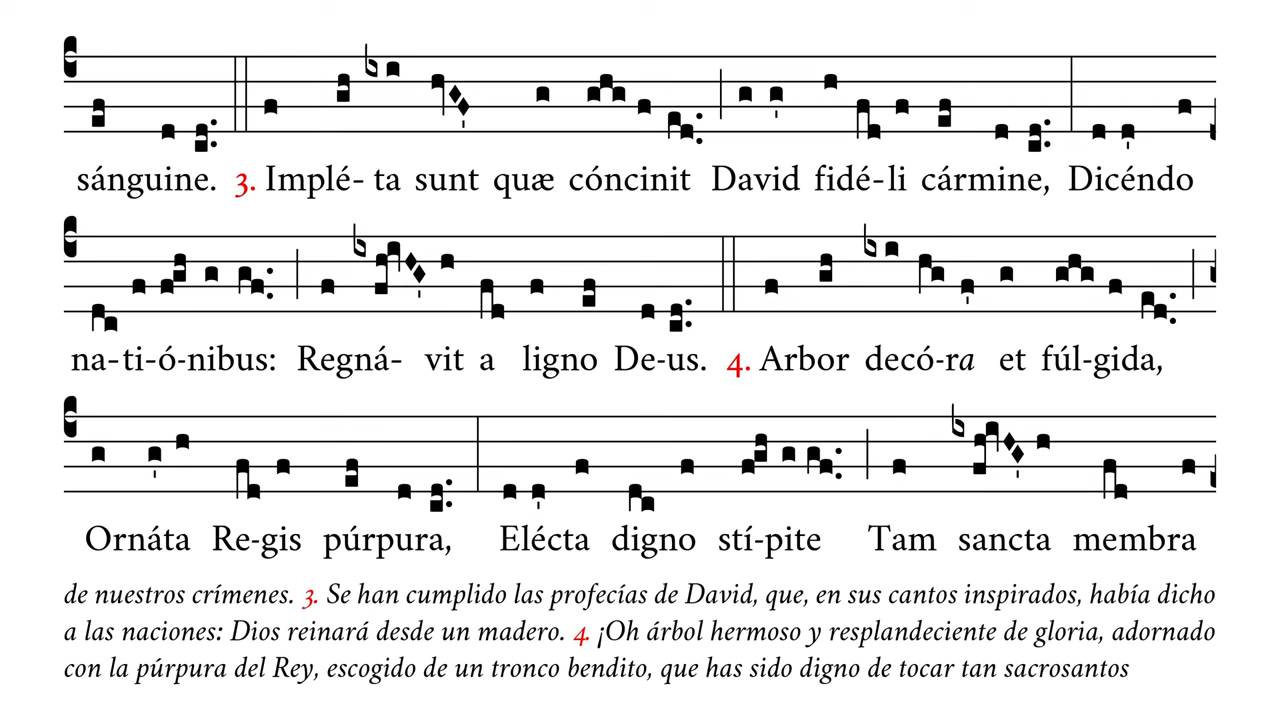 sánguine. 3. Implé- ta sunt quæ cóncinit David fidé-li cármine, Dicéndo
na-ti-ó-nibus: Regná- vit a ligno De-us. 4. Arbor decó-ra et fúl-gida,
Ornáta Re-gis púrpura, Elécta digno stí-pite Tam sancta membra
de nuestros crímenes. 3. Se han cumplido las profecías de David, que, en sus cantos inspirados, había dicho
a las naciones: Dios reinará desde un madero. 4. ¡Oh árbol hermoso y resplandeciente de gloria, adornado
con la púrpura del Rey, escogido de un tronco bendito, que has sido digno de tocar tan sacrosantos